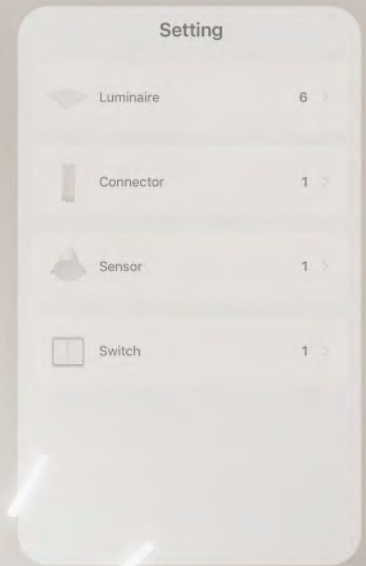 Setting
Luminaire 6 >
Connector 1 >
Sensor 1 >
Switch 1 >